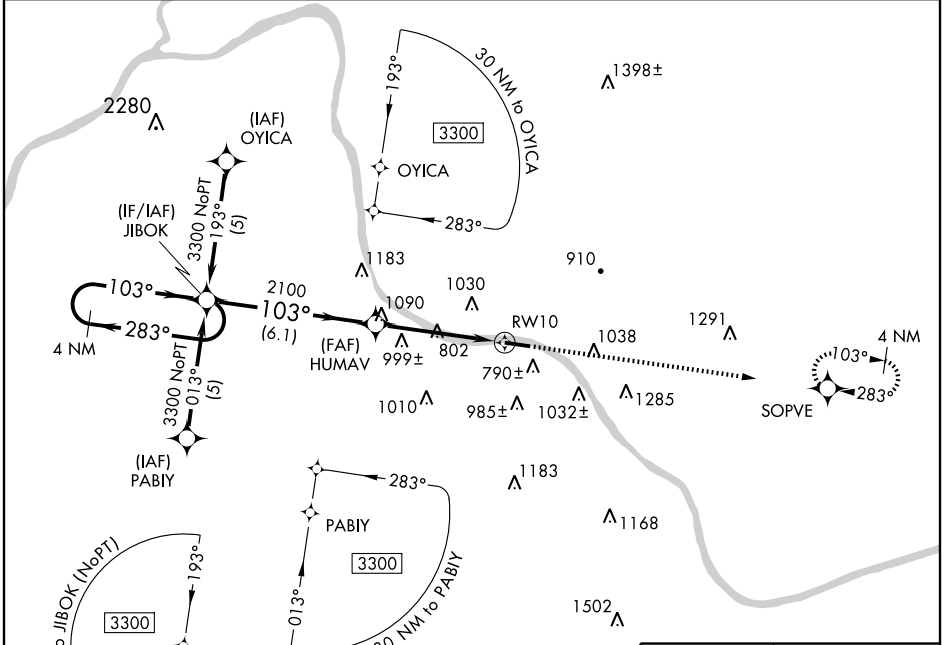 1398±
30 NM to OYICA
193°
3300
OYICA
283°
2280
(IAF)
OYICA
3300 NoPT
193°
(5)
(IF/IAF)
JIBOK
103°
283°
4 NM
2100
103°
(6.1)
(FAF)
HUMAV
1183
1090
1030
910
999±
802
RW10
790±
1038
1291
1010
985±
1032±
1285
103°
4 NM
283°
SOPVE
3300 NoPT
013°
(5)
(IAF)
PABIY
1183
1168
1502
283°
PABIY
3300
013°
30 NM to PABIY
JIBOK (NoPT)
193°
3300